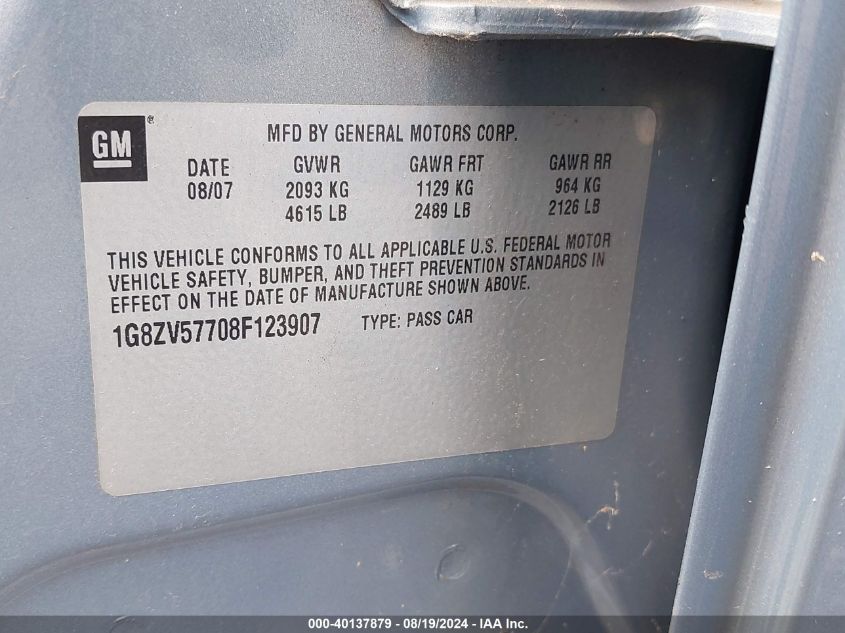 GM ®
MFD BY GENERAL MOTORS CORP.
DATE GVWR GAWR FRT GAWR RR
08/07 2093 KG 1129 KG 964 KG
4615 LB 2489 LB 2126 LB
THIS VEHICLE CONFORMS TO ALL APPLICABLE U.S. FEDERAL MOTOR
VEHICLE SAFETY, BUMPER, AND THEFT PREVENTION STANDARDS IN
EFFECT ON THE DATE OF MANUFACTURE SHOWN ABOVE.
1G8ZV57708F123907 TYPE: PASS CAR
000-40137879 - 08/19/2024 - IAA Inc.